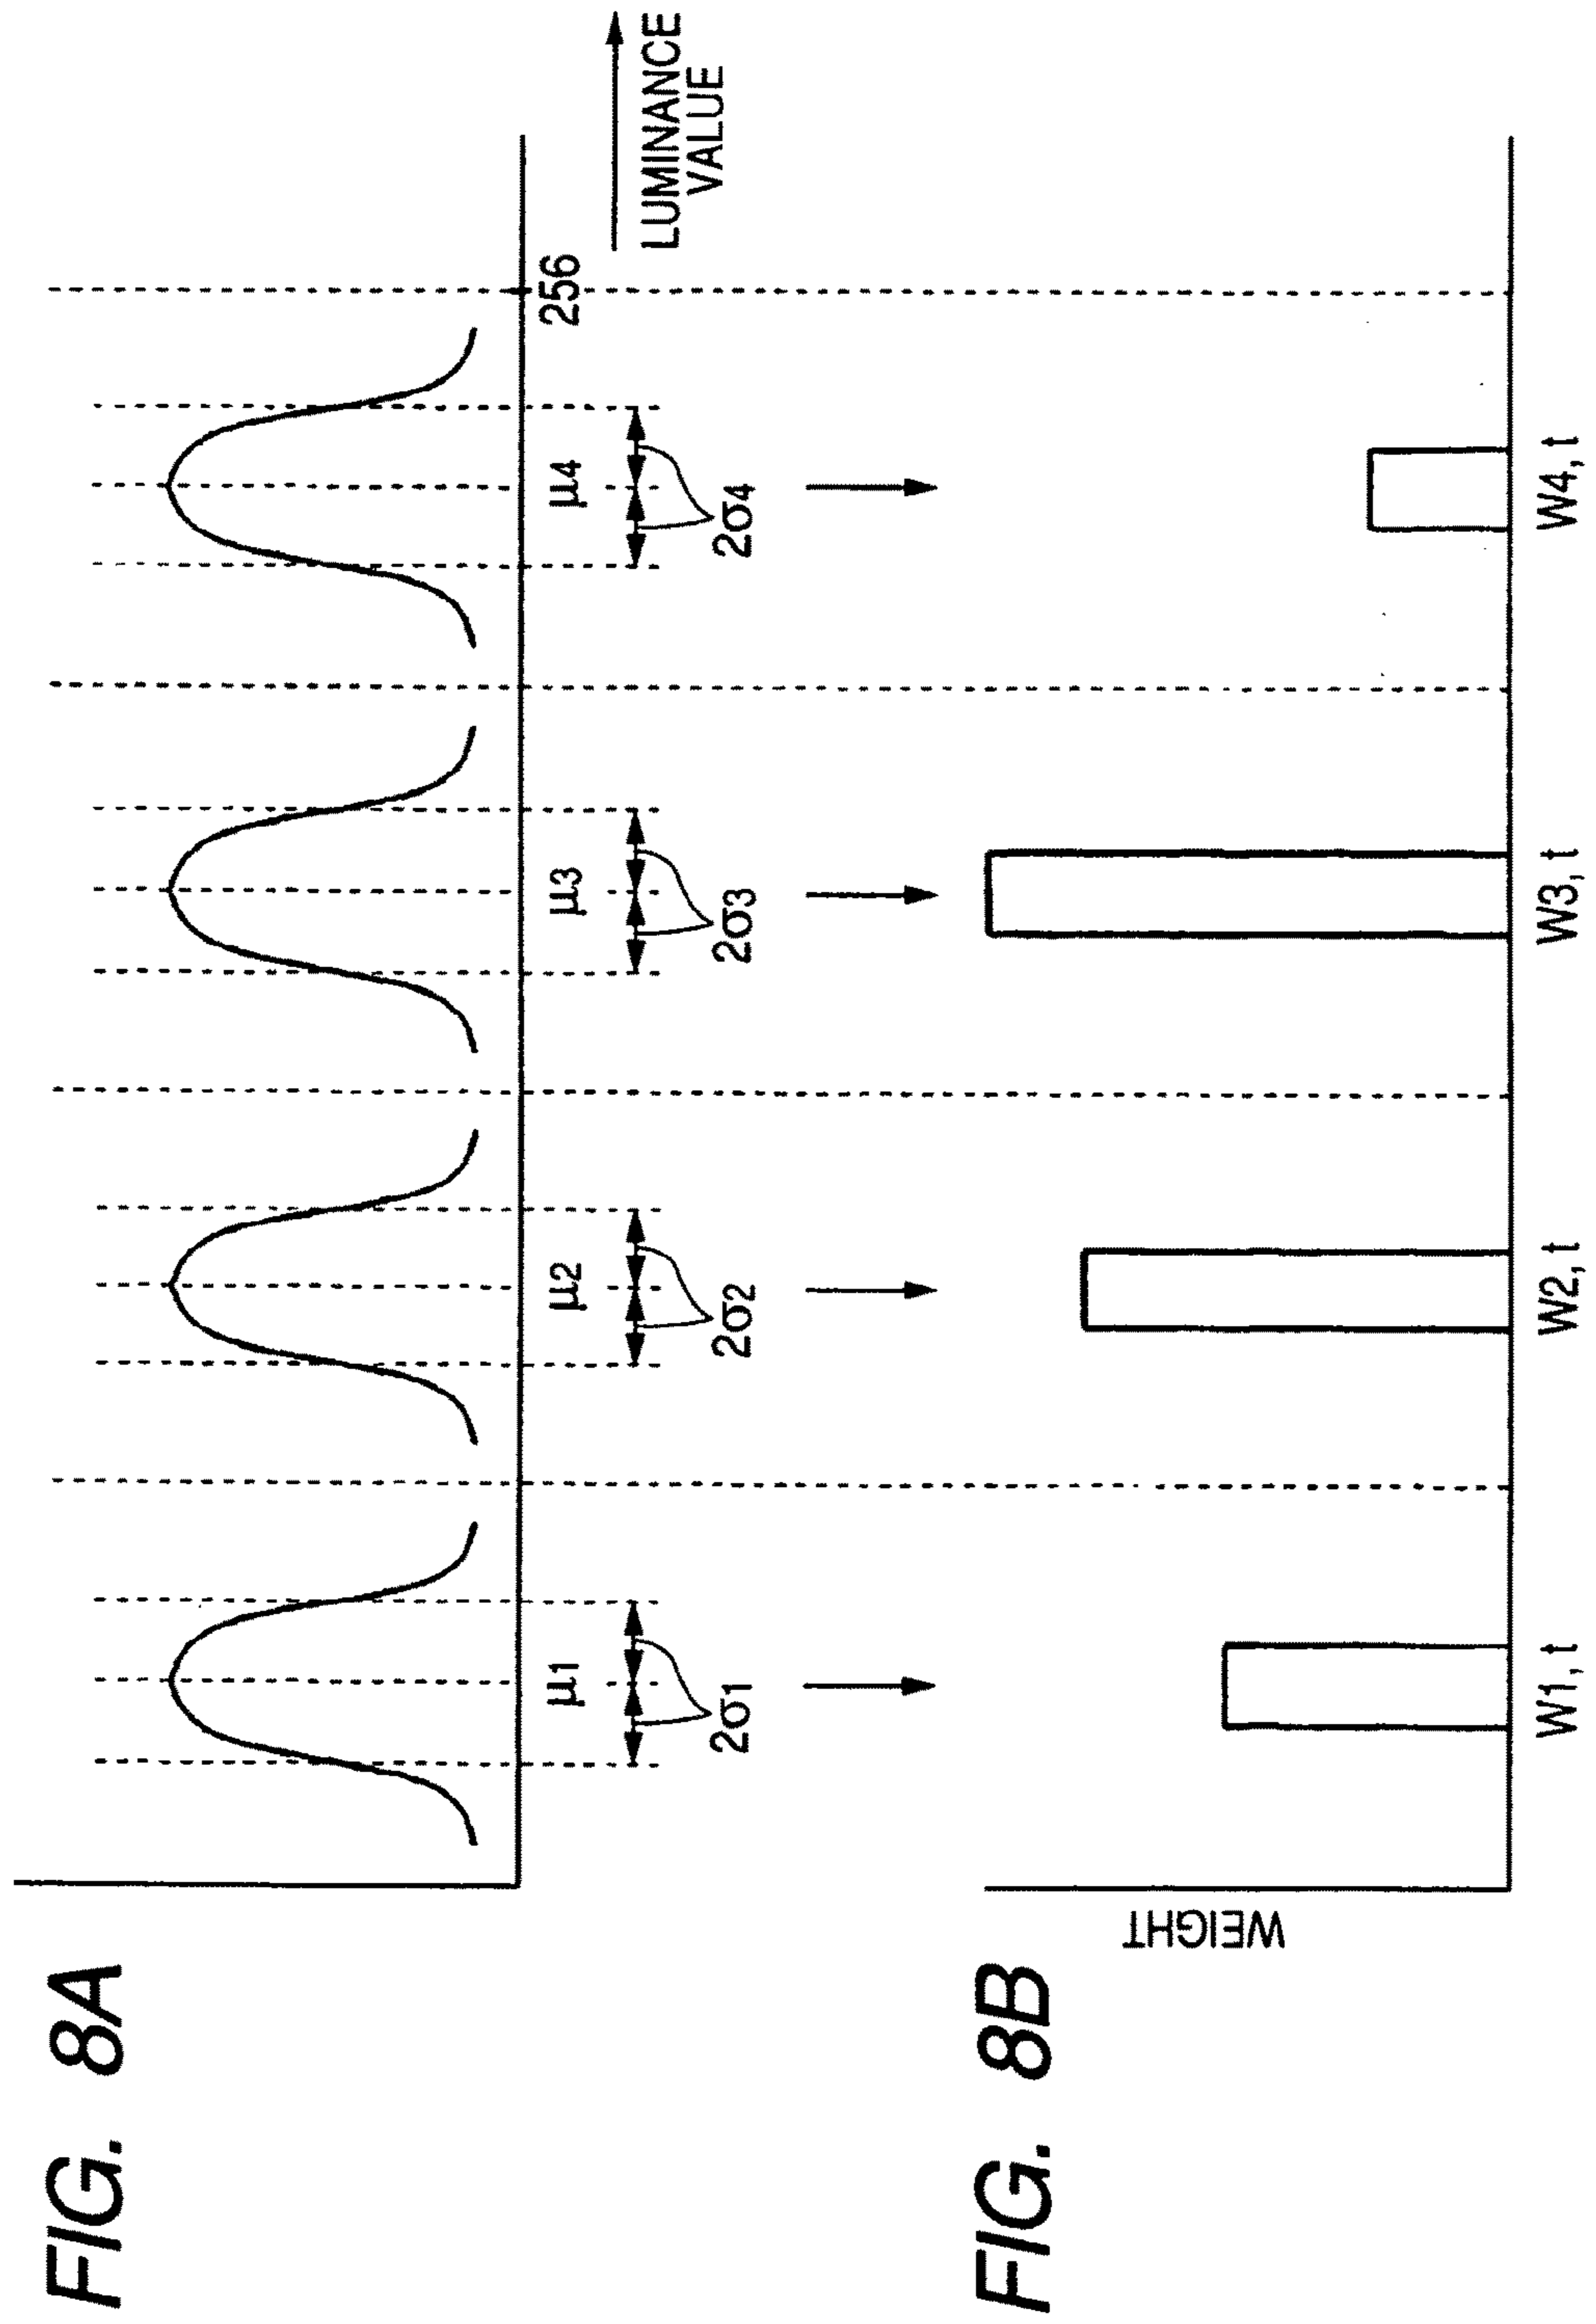 FIG. 8A
μ1
μ2
μ3
μ4
256
2σ1
2σ2
2σ3
2σ4
LUMINANCE
VALUE
FIG. 8B
WEIGHT
W1, t
W2, t
W3, t
W4, t